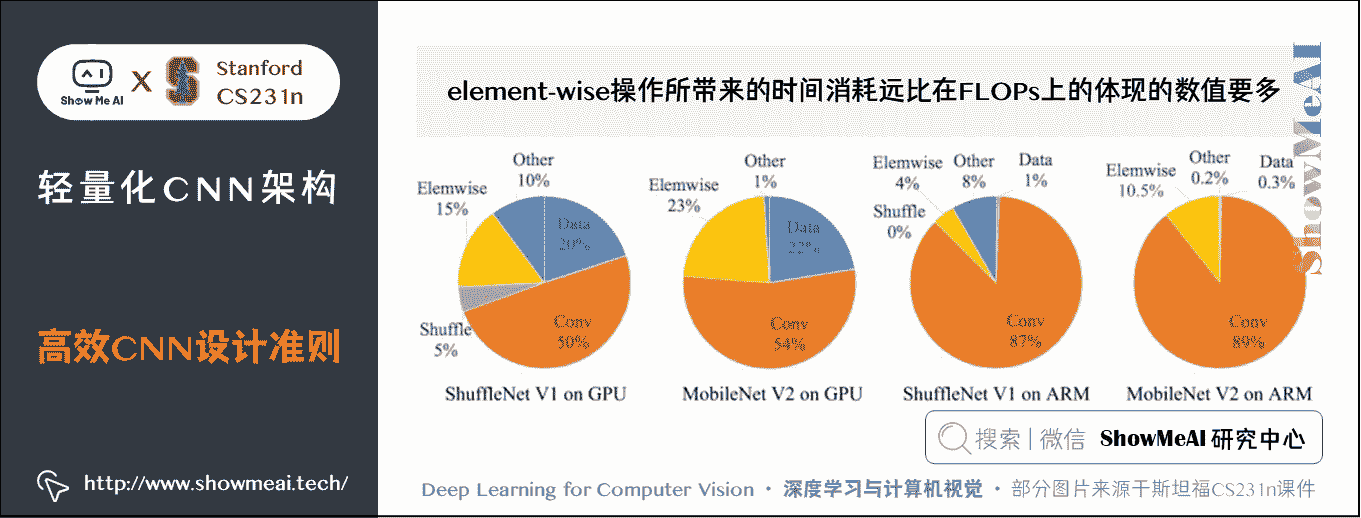 Show Me AI
X
Stanford
CS231n
轻量化CNN架构
高效CNN设计准则
http://www.showmeai.tech/
element-wise操作所带来的时间消耗远比在FLOPs上的体现的数值要多
ShowMeAI
Other
10%
Elemwise
15%
Data
20%
Shuffle
5%
Conv
50%
ShuffleNet V1 on GPU
Other
1%
Elemwise
23%
Data
22%
Conv
54%
MobileNet V2 on GPU
Elemwise
4%
Other
8%
Data
1%
Shuffle
0%
Conv
87%
ShuffleNet V1 on ARM
Elemwise
10.5%
Other
0.2%
Data
0.3%
Conv
89%
MobileNet V2 on ARM
搜索 | 微信 ShowMeAI 研究中心
Deep Learning for Computer Vision · 深度学习与计算机视觉 · 部分图片来源于斯坦福CS231n课件